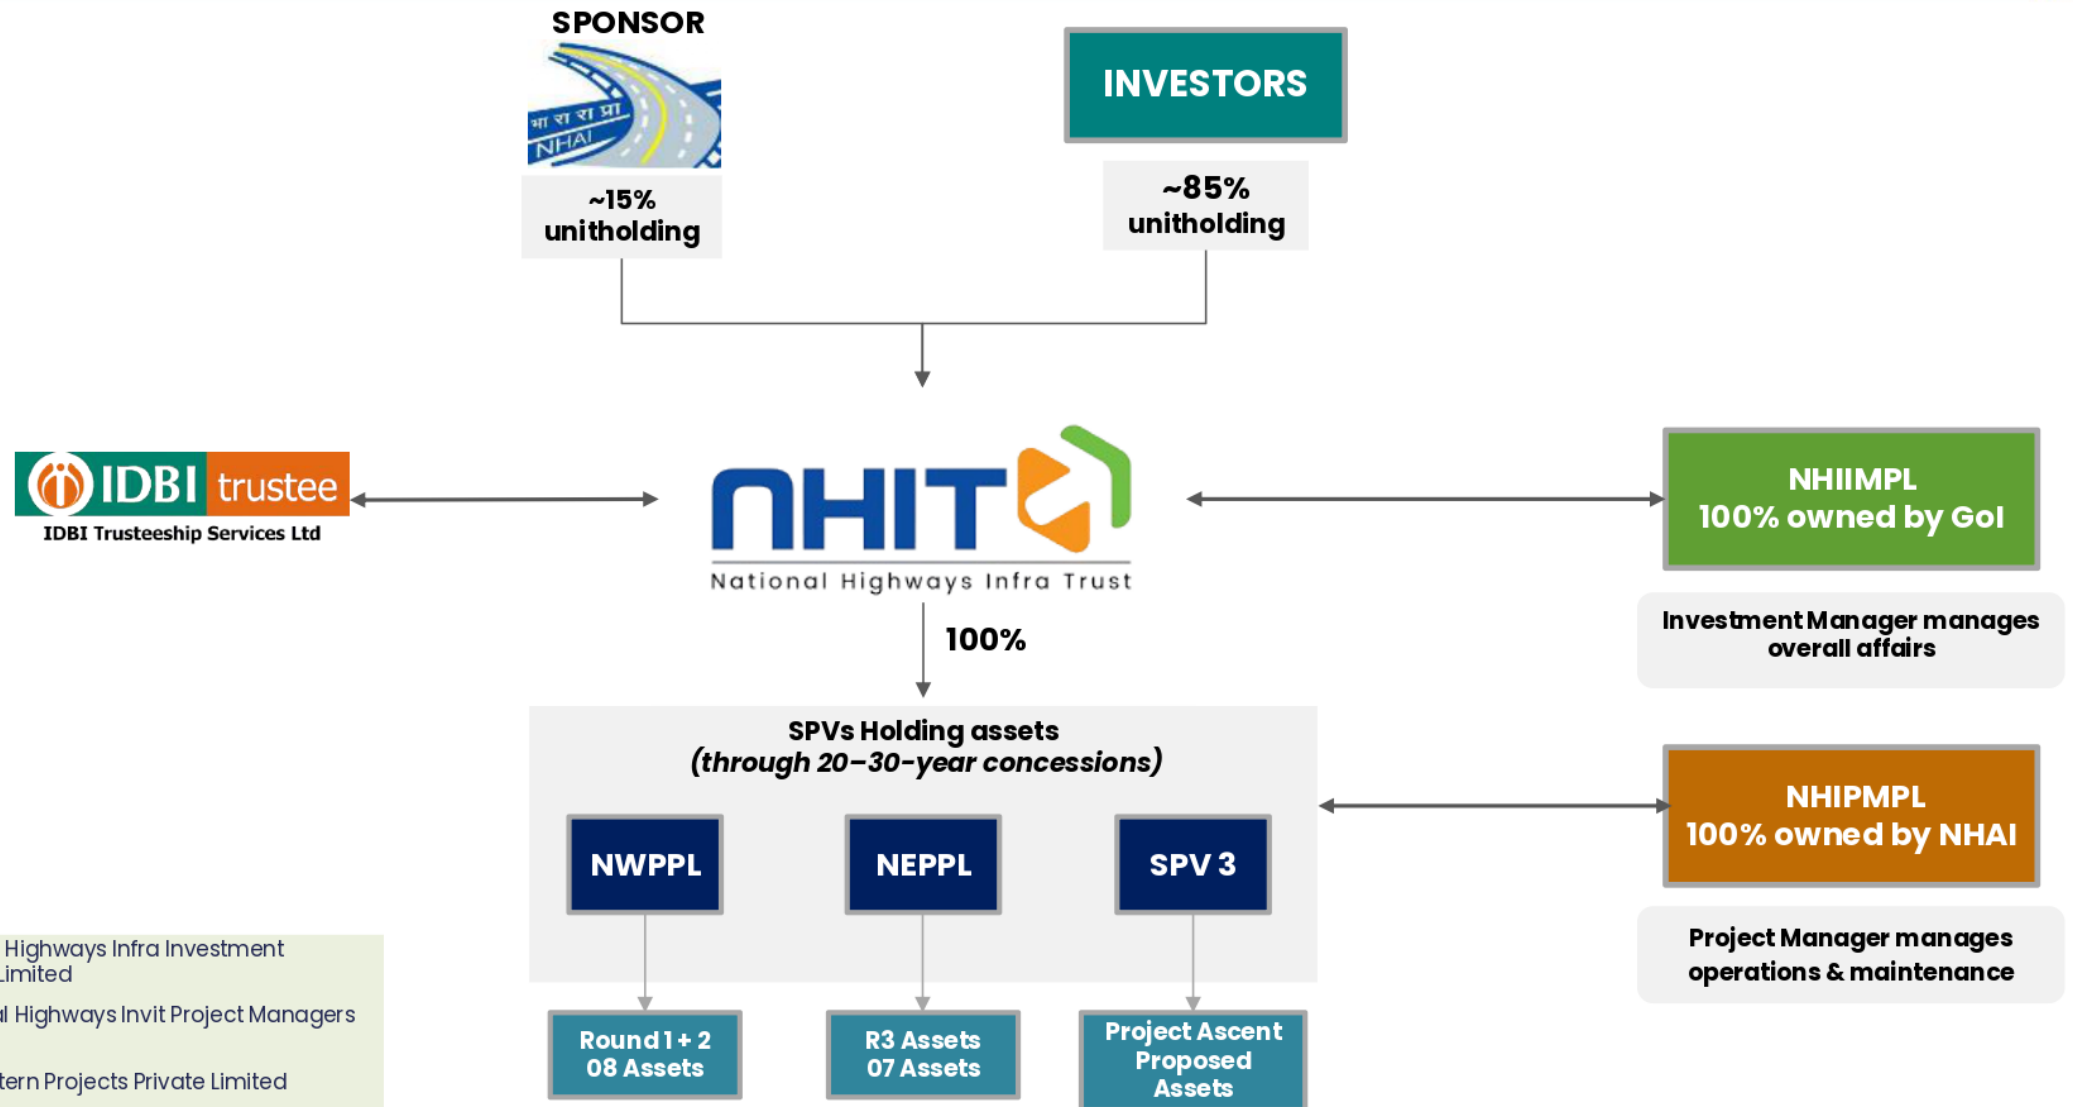 SPONSOR
भा रा रा प्रा
NHAI
~15%
unitholding
INVESTORS
~85%
unitholding
IDBI trustee
IDBI Trusteeship Services Ltd
NHIT
National Highways Infra Trust
NHIIMPL
100% owned by GoI
Investment Manager manages
overall affairs
100%
SPVs Holding assets
(through 20–30-year concessions)
NWPPL
NEPPL
SPV 3
NHIPMPL
100% owned by NHAI
Project Manager manages
operations & maintenance
Round 1 + 2
08 Assets
R3 Assets
07 Assets
Project Ascent
Proposed
Assets
Highways Infra Investment
Limited
Highways Invit Project Managers
Projects Private Limited